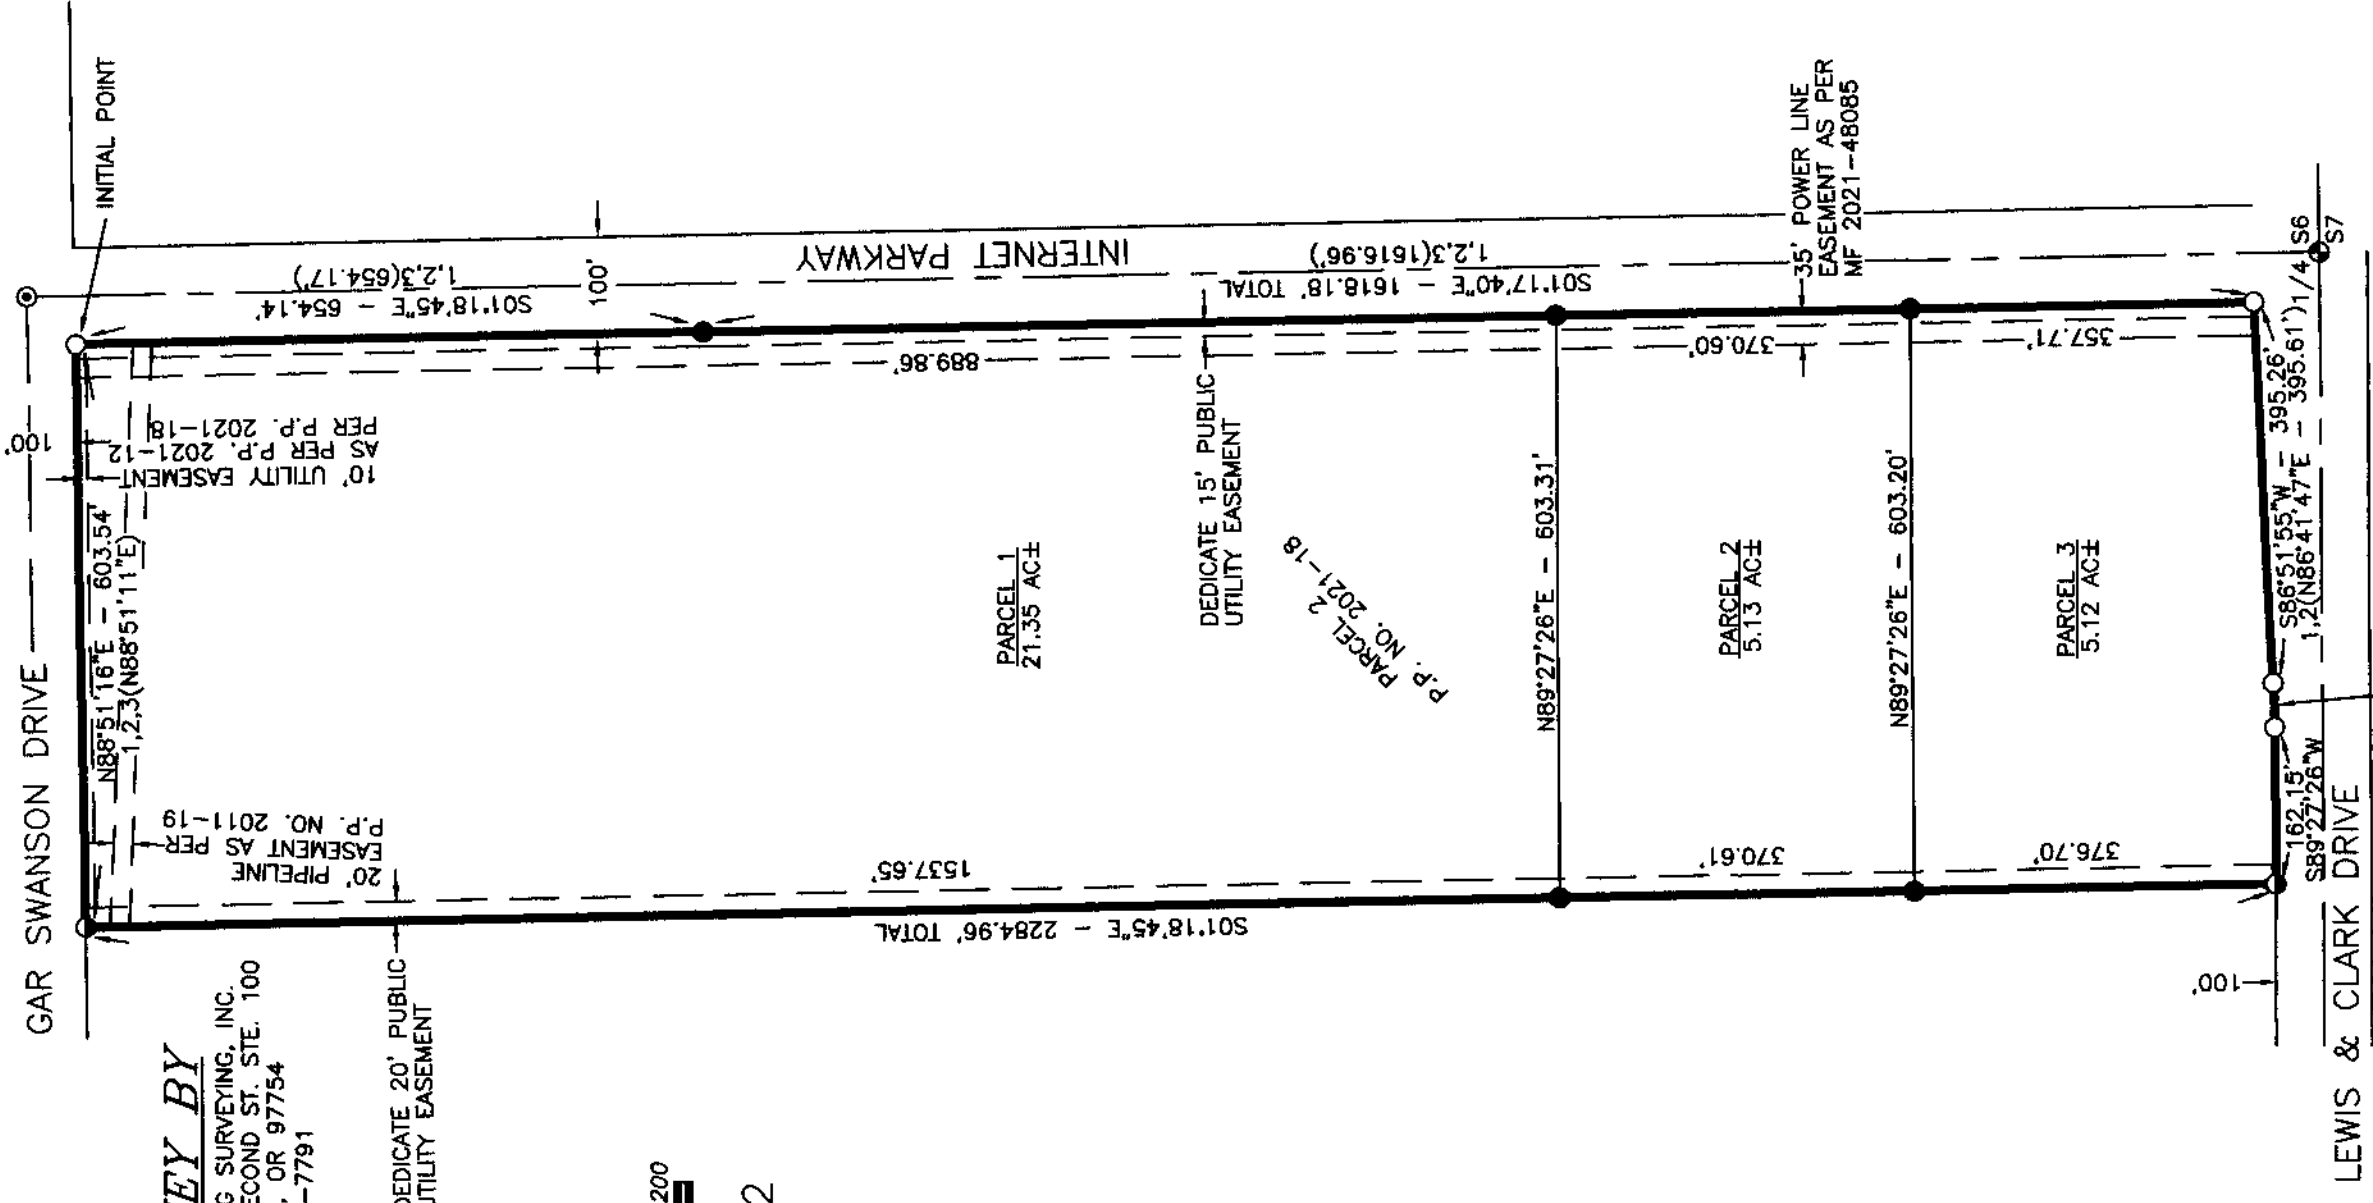 GAR SWANSON DRIVE
100'
INITIAL POINT
N88°51'16"E - 603.54'
1,2,3(N88°51'11"E)
10' UTILITY EASEMENT
AS PER P.P. 2021-12
PER P.P. 2021-18
20' PIPELINE
EASEMENT AS PER
P.P. NO. 2011-19
S01°18'45"E - 654.14'
1,2,3(654.17')
100'
INTERNET PARKWAY
S01°17'40"E - 1618.18' TOTAL
1,2,3(1616.96')
35' POWER LINE
EASEMENT AS PER
MF 2021-48085
889.86'
370.60'
357.71'
DEDICATE 15' PUBLIC
UTILITY EASEMENT
PARCEL 1
21.35 AC±
PARCEL 2
P.P. NO. 2021-18
N89°27'26"E - 603.31'
PARCEL 2
5.13 AC±
N89°27'26"E - 603.20'
PARCEL 3
5.12 AC±
1537.65'
370.61'
376.70'
S01°18'45"E - 2284.96' TOTAL
DEDICATE 20' PUBLIC
UTILITY EASEMENT
S86°51'55"W - 395.26'
1,2(N86°41'47"E - 395.61')
1/4
S6
S7
162.15'
S89°27'26"W
100'
LEWIS & CLARK DRIVE
EY BY
G SURVEYING, INC.
ECOND ST. STE. 100
, OR 97754
-7791
200
2